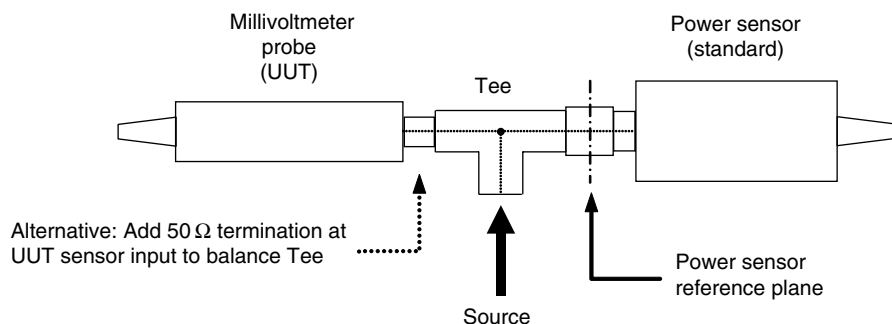 Millivoltmeter
probe
(UUT)
Power sensor
(standard)
Tee
Alternative: Add 50 Ω termination at
UUT sensor input to balance Tee
Source
Power sensor
reference plane